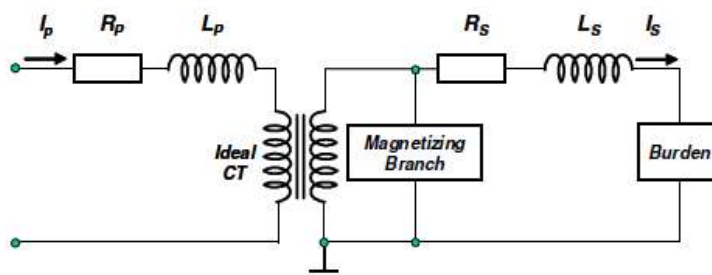 Ip Rp Lp Rs Ls Is
Ideal CT
Magnetizing Branch
Burden